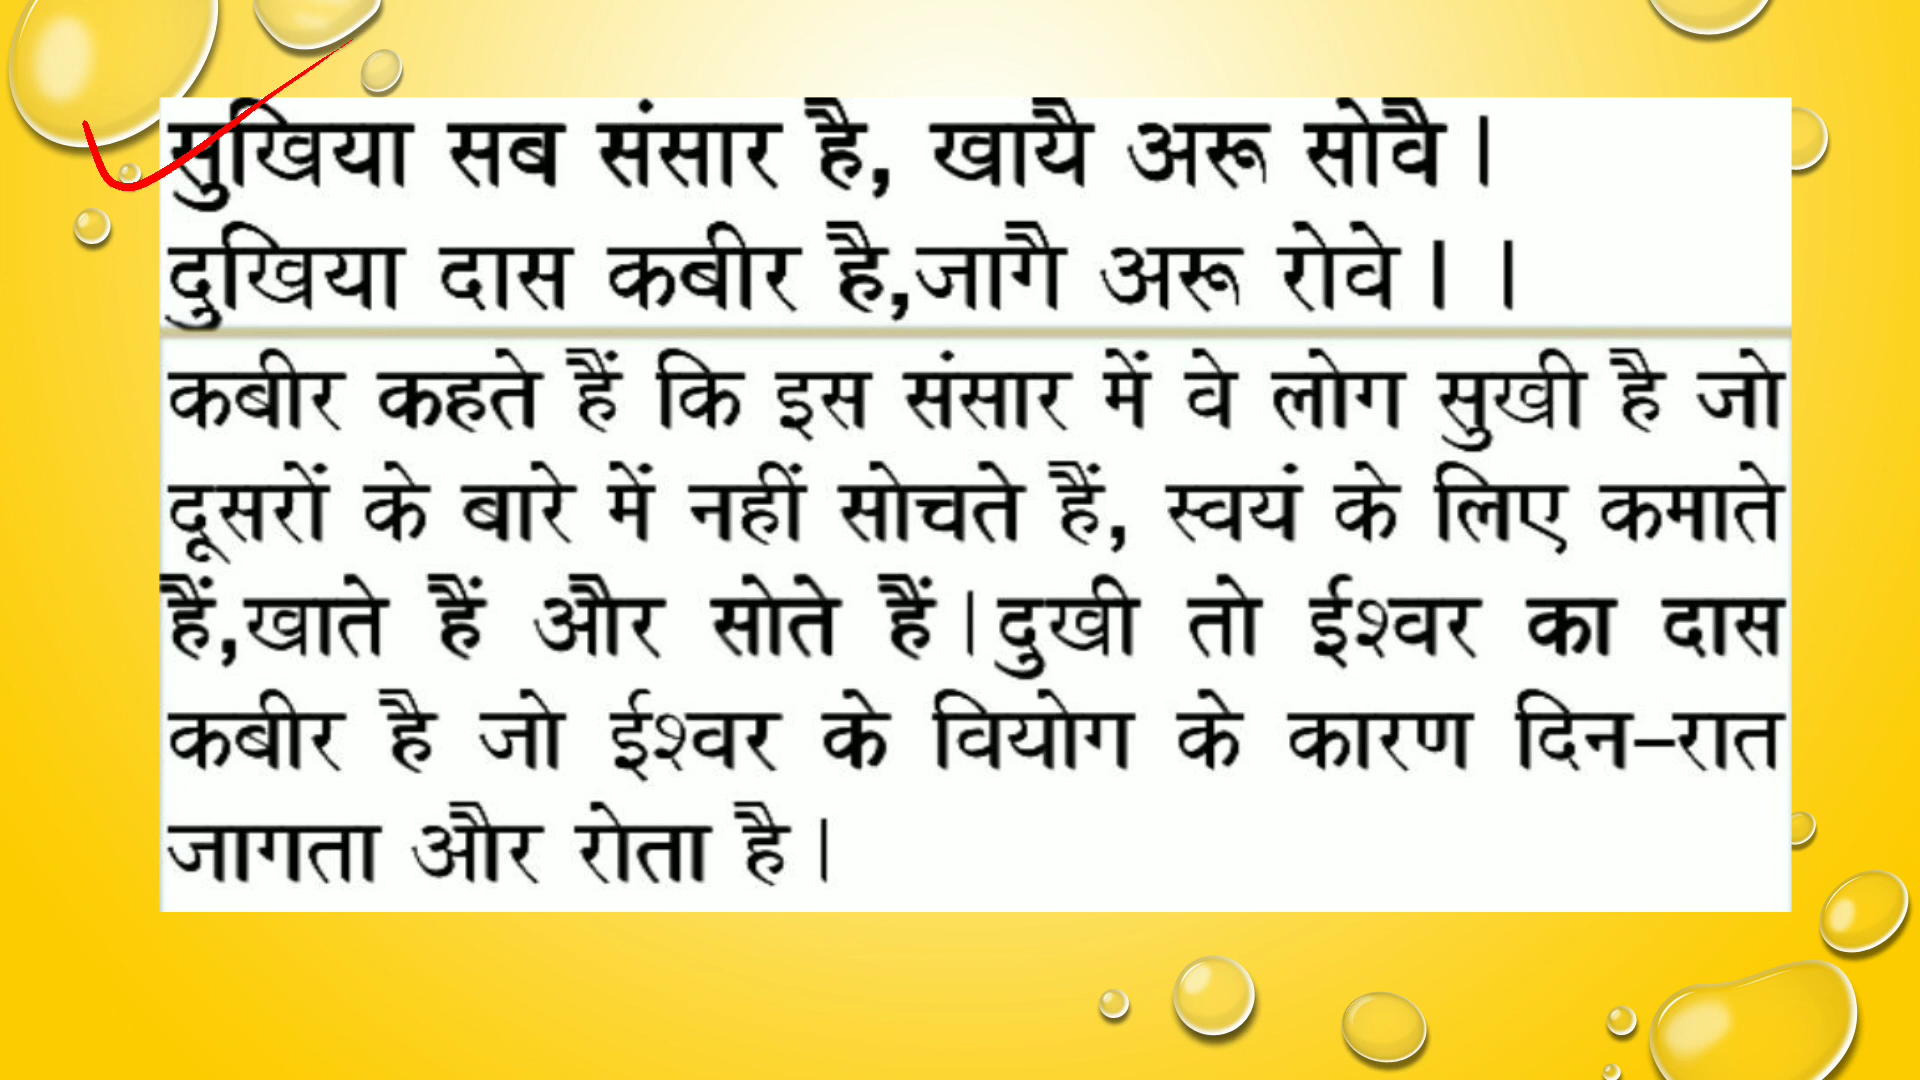 सुखिया सब संसार है, खायै अरू सोवै।
दुखिया दास कबीर है,जागै अरू रोवे। ।
कबीर कहते हैं कि इस संसार में वे लोग सुखी है जो
दूसरों के बारे में नहीं सोचते हैं, स्वयं के लिए कमाते
हैं,खाते हैं और सोते हैं।दुखी तो ईश्वर का दास
कबीर है जो ईश्वर के वियोग के कारण दिन–रात
जागता और रोता है।